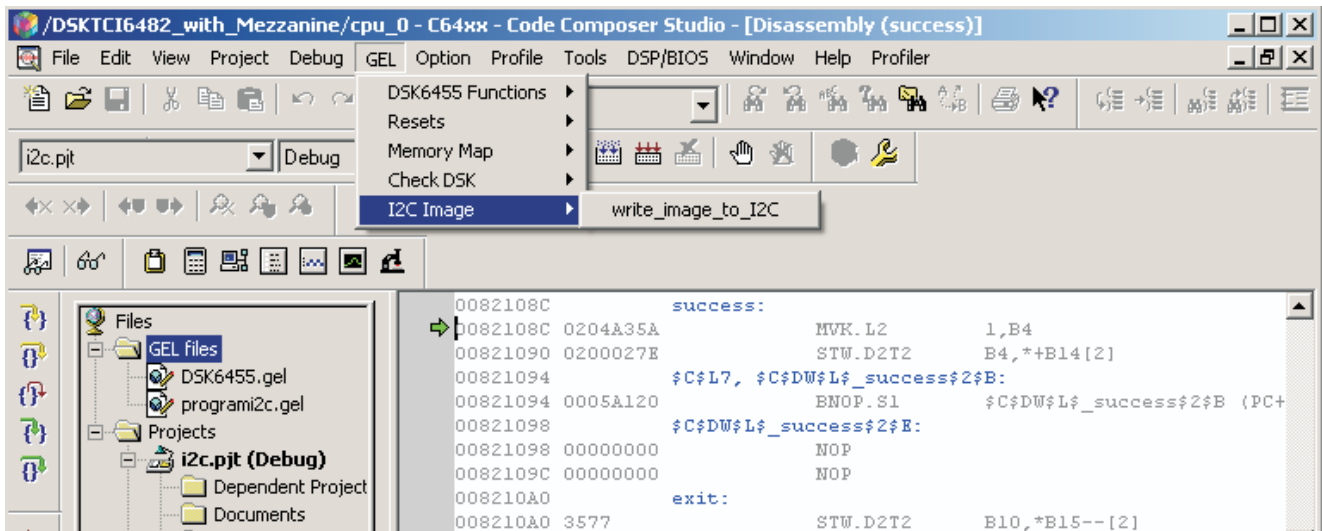 /DSKTCI6482_with_Mezzanine/cpu_0 - C64xx - Code Composer Studio - [Disassembly (success)]
File Edit View Project Debug GEL Option Profile Tools DSP/BIOS Window Help Profiler
DSK6455 Functions
Resets
Memory Map
Check DSK
I2C Image
write_image_to_I2C
i2c.pjt
Debug
Files
GEL files
DSK6455.gel
programi2c.gel
Projects
i2c.pjt (Debug)
Dependent Project
Documents
0082108C success:
0082108C 0204A35A MVK.L2 1,B4
00821090 0200027E STW.D2T2 B4,*+B14[2]
00821094 $C$L7, $C$DW$L$_success$2$B:
00821094 0005A120 BNOP.S1 $C$DW$L$_success$2$B (PC+
00821098 $C$DW$L$_success$2$E:
00821098 00000000 NOP
0082109C 00000000 NOP
008210A0 exit:
008210A0 3577 STW.D2T2 B10,*B15--[2]